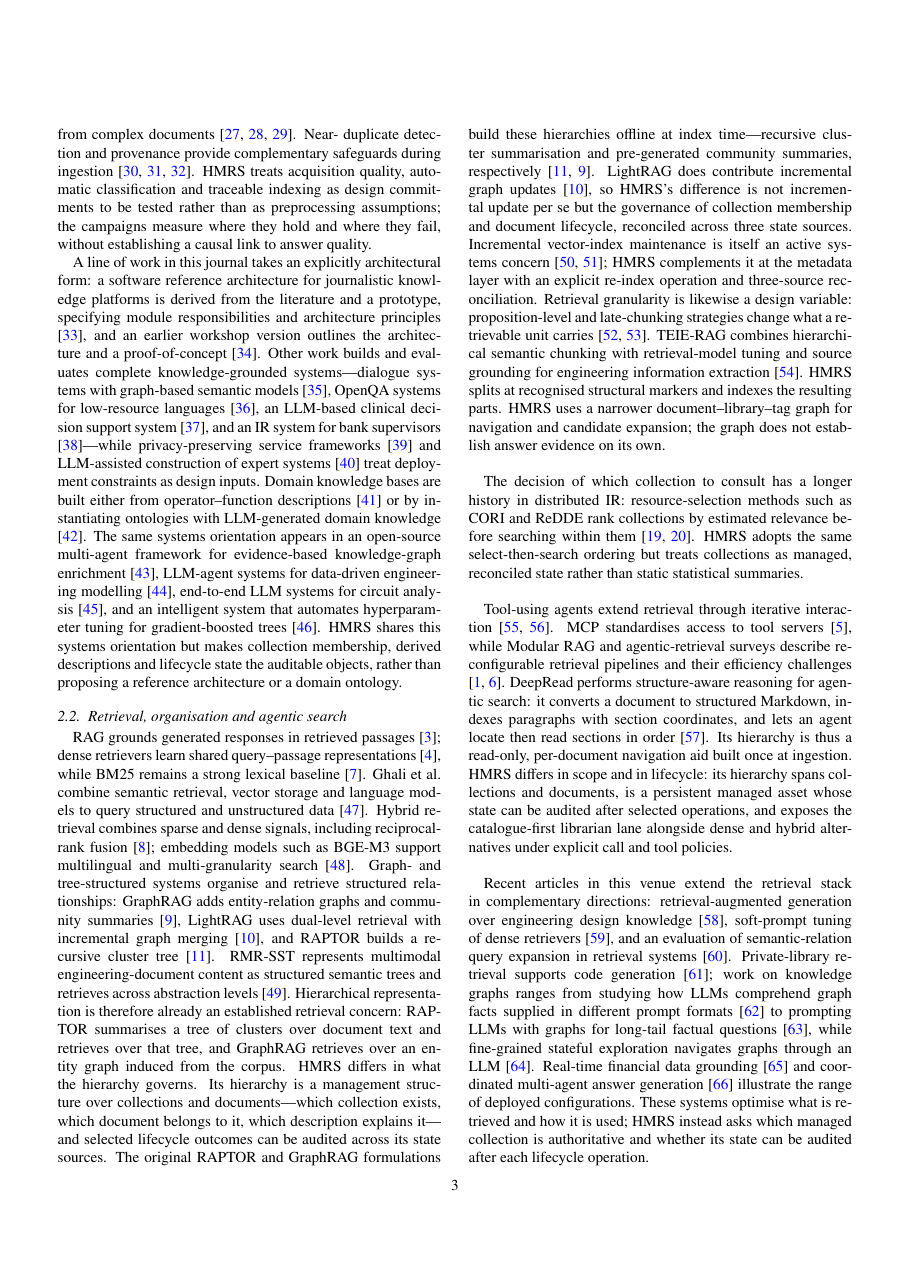 from complex documents [27, 28, 29]. Near- duplicate detec-
tion and provenance provide complementary safeguards during
ingestion [30, 31, 32]. HMRS treats acquisition quality, auto-
matic classification and traceable indexing as design commit-
ments to be tested rather than as preprocessing assumptions;
the campaigns measure where they hold and where they fail,
without establishing a causal link to answer quality.
A line of work in this journal takes an explicitly architectural
form: a software reference architecture for journalistic knowl-
edge platforms is derived from the literature and a prototype,
specifying module responsibilities and architecture principles
[33], and an earlier workshop version outlines the architec-
ture and a proof-of-concept [34]. Other work builds and eval-
uates complete knowledge-grounded systems—dialogue sys-
tems with graph-based semantic models [35], OpenQA systems
for low-resource languages [36], an LLM-based clinical deci-
sion support system [37], and an IR system for bank supervisors
[38]—while privacy-preserving service frameworks [39] and
LLM-assisted construction of expert systems [40] treat deploy-
ment constraints as design inputs. Domain knowledge bases are
built either from operator–function descriptions [41] or by in-
stantiating ontologies with LLM-generated domain knowledge
[42]. The same systems orientation appears in an open-source
multi-agent framework for evidence-based knowledge-graph
enrichment [43], LLM-agent systems for data-driven engineer-
ing modelling [44], end-to-end LLM systems for circuit analy-
sis [45], and an intelligent system that automates hyperparam-
eter tuning for gradient-boosted trees [46]. HMRS shares this
systems orientation but makes collection membership, derived
descriptions and lifecycle state the auditable objects, rather than
proposing a reference architecture or a domain ontology.
2.2. Retrieval, organisation and agentic search
RAG grounds generated responses in retrieved passages [3];
dense retrievers learn shared query–passage representations [4],
while BM25 remains a strong lexical baseline [7]. Ghali et al.
combine semantic retrieval, vector storage and language mod-
els to query structured and unstructured data [47]. Hybrid re-
trieval combines sparse and dense signals, including reciprocal-
rank fusion [8]; embedding models such as BGE-M3 support
multilingual and multi-granularity search [48]. Graph- and
tree-structured systems organise and retrieve structured rela-
tionships: GraphRAG adds entity-relation graphs and commu-
nity summaries [9], LightRAG uses dual-level retrieval with
incremental graph merging [10], and RAPTOR builds a re-
cursive cluster tree [11]. RMR-SST represents multimodal
engineering-document content as structured semantic trees and
retrieves across abstraction levels [49]. Hierarchical representa-
tion is therefore already an established retrieval concern: RAP-
TOR summarises a tree of clusters over document text and
retrieves over that tree, and GraphRAG retrieves over an en-
tity graph induced from the corpus. HMRS differs in what
the hierarchy governs. Its hierarchy is a management struc-
ture over collections and documents—which collection exists,
which document belongs to it, which description explains it—
and selected lifecycle outcomes can be audited across its state
sources. The original RAPTOR and GraphRAG formulations
build these hierarchies offline at index time—recursive clus-
ter summarisation and pre-generated community summaries,
respectively [11, 9]. LightRAG does contribute incremental
graph updates [10], so HMRS's difference is not incremen-
tal update per se but the governance of collection membership
and document lifecycle, reconciled across three state sources.
Incremental vector-index maintenance is itself an active sys-
tems concern [50, 51]; HMRS complements it at the metadata
layer with an explicit re-index operation and three-source rec-
onciliation. Retrieval granularity is likewise a design variable:
proposition-level and late-chunking strategies change what a re-
trievable unit carries [52, 53]. TEIE-RAG combines hierarchi-
cal semantic chunking with retrieval-model tuning and source
grounding for engineering information extraction [54]. HMRS
splits at recognised structural markers and indexes the resulting
parts. HMRS uses a narrower document–library–tag graph for
navigation and candidate expansion; the graph does not estab-
lish answer evidence on its own.
The decision of which collection to consult has a longer
history in distributed IR: resource-selection methods such as
CORI and ReDDE rank collections by estimated relevance be-
fore searching within them [19, 20]. HMRS adopts the same
select-then-search ordering but treats collections as managed,
reconciled state rather than static statistical summaries.
Tool-using agents extend retrieval through iterative interac-
tion [55, 56]. MCP standardises access to tool servers [5],
while Modular RAG and agentic-retrieval surveys describe re-
configurable retrieval pipelines and their efficiency challenges
[1, 6]. DeepRead performs structure-aware reasoning for agen-
tic search: it converts a document to structured Markdown, in-
dexes paragraphs with section coordinates, and lets an agent
locate then read sections in order [57]. Its hierarchy is thus a
read-only, per-document navigation aid built once at ingestion.
HMRS differs in scope and in lifecycle: its hierarchy spans col-
lections and documents, is a persistent managed asset whose
state can be audited after selected operations, and exposes the
catalogue-first librarian lane alongside dense and hybrid alter-
natives under explicit call and tool policies.
Recent articles in this venue extend the retrieval stack
in complementary directions: retrieval-augmented generation
over engineering design knowledge [58], soft-prompt tuning
of dense retrievers [59], and an evaluation of semantic-relation
query expansion in retrieval systems [60]. Private-library re-
trieval supports code generation [61]; work on knowledge
graphs ranges from studying how LLMs comprehend graph
facts supplied in different prompt formats [62] to prompting
LLMs with graphs for long-tail factual questions [63], while
fine-grained stateful exploration navigates graphs through an
LLM [64]. Real-time financial data grounding [65] and coor-
dinated multi-agent answer generation [66] illustrate the range
of deployed configurations. These systems optimise what is re-
trieved and how it is used; HMRS instead asks which managed
collection is authoritative and whether its state can be audited
after each lifecycle operation.
3